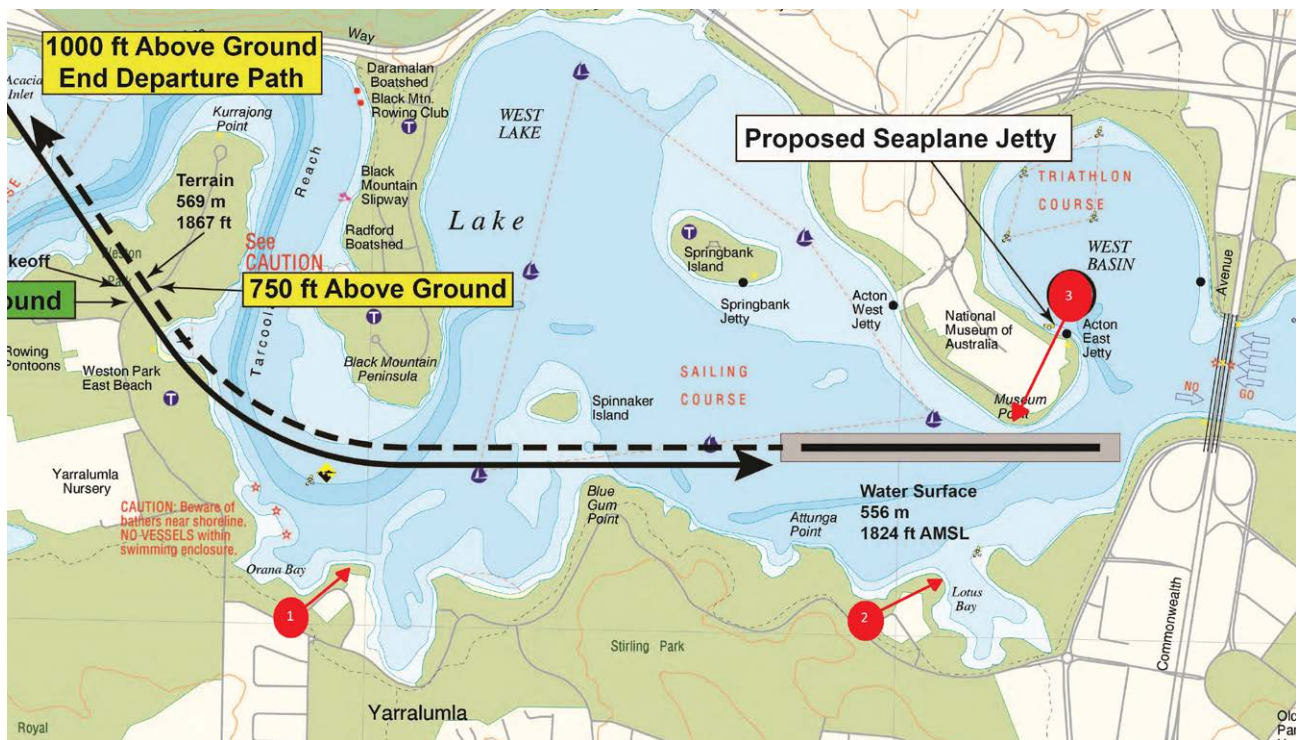 1000 ft Above Ground
End Departure Path
Acacia
Inlet
Way
Daramalan
Boatshed
Black Mtn.
Rowing Club
T
WEST
LAKE
Kurrajong
Point
Proposed Seaplane Jetty
TRIATHLON
COURSE
Reach
Terrain
569 m
1867 ft
Black
Mountain
Slipway
Lake
Radford
Boatshed
T
Springbank
Island
WEST
BASIN
Avenue
See
CAUTION
keoff
ound
750 ft Above Ground
Springbank
Jetty
Acton
West
Jetty
3
National
Museum of
Australia
Acton
East
Jetty
Rowing
Pontoons
Tarcoola
T
Black Mountain
Peninsula
Weston Park
East Beach
T
Spinnaker
Island
SAILING
COURSE
Museum
Point
NO
GO
Yarralumla
Nursery
CAUTION: Beware of
bathers near shoreline.
NO VESSELS within
swimming enclosure.
Blue
Gum
Point
Attunga
Point
Water Surface
556 m
1824 ft AMSL
Orana Bay
1
2
Lotus
Bay
Stirling Park
Commonwealth
Yarralumla
Royal